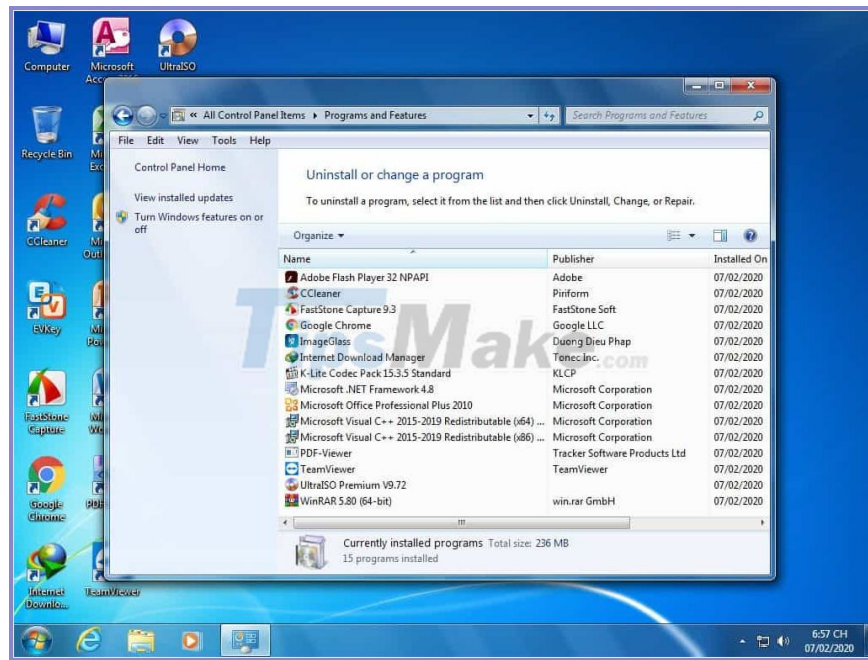 Computer
Microsoft
UltraISO
Recycle Bin
CCleaner
EVKey
FastStone
Capture
Google
Chrome
Internet
Downlo...
TeamViewer
All Control Panel Items
Programs and Features
Search Programs and Features
File Edit View Tools Help
Control Panel Home
View installed updates
Turn Windows features on or
off
Uninstall or change a program
To uninstall a program, select it from the list and then click Uninstall, Change, or Repair.
Organize
Name Publisher Installed On
Adobe Flash Player 32 NPAPI Adobe 07/02/2020
CCleaner Piriform 07/02/2020
FastStone Capture 9.3 FastStone Soft 07/02/2020
Google Chrome Google LLC 07/02/2020
ImageGlass Duong Dieu Phap 07/02/2020
Internet Download Manager Tonec Inc. 07/02/2020
K-Lite Codec Pack 15.3.5 Standard KLCP 07/02/2020
Microsoft .NET Framework 4.8 Microsoft Corporation 07/02/2020
Microsoft Office Professional Plus 2010 Microsoft Corporation 07/02/2020
Microsoft Visual C++ 2015-2019 Redistributable (x64) ... Microsoft Corporation 07/02/2020
Microsoft Visual C++ 2015-2019 Redistributable (x86) ... Microsoft Corporation 07/02/2020
PDF-Viewer Tracker Software Products Ltd 07/02/2020
TeamViewer TeamViewer 07/02/2020
UltraISO Premium V9.72 07/02/2020
WinRAR 5.80 (64-bit) win.rar GmbH 07/02/2020
TipsMake.com
Currently installed programs Total size: 236 MB
15 programs installed
6:57 CH
07/02/2020